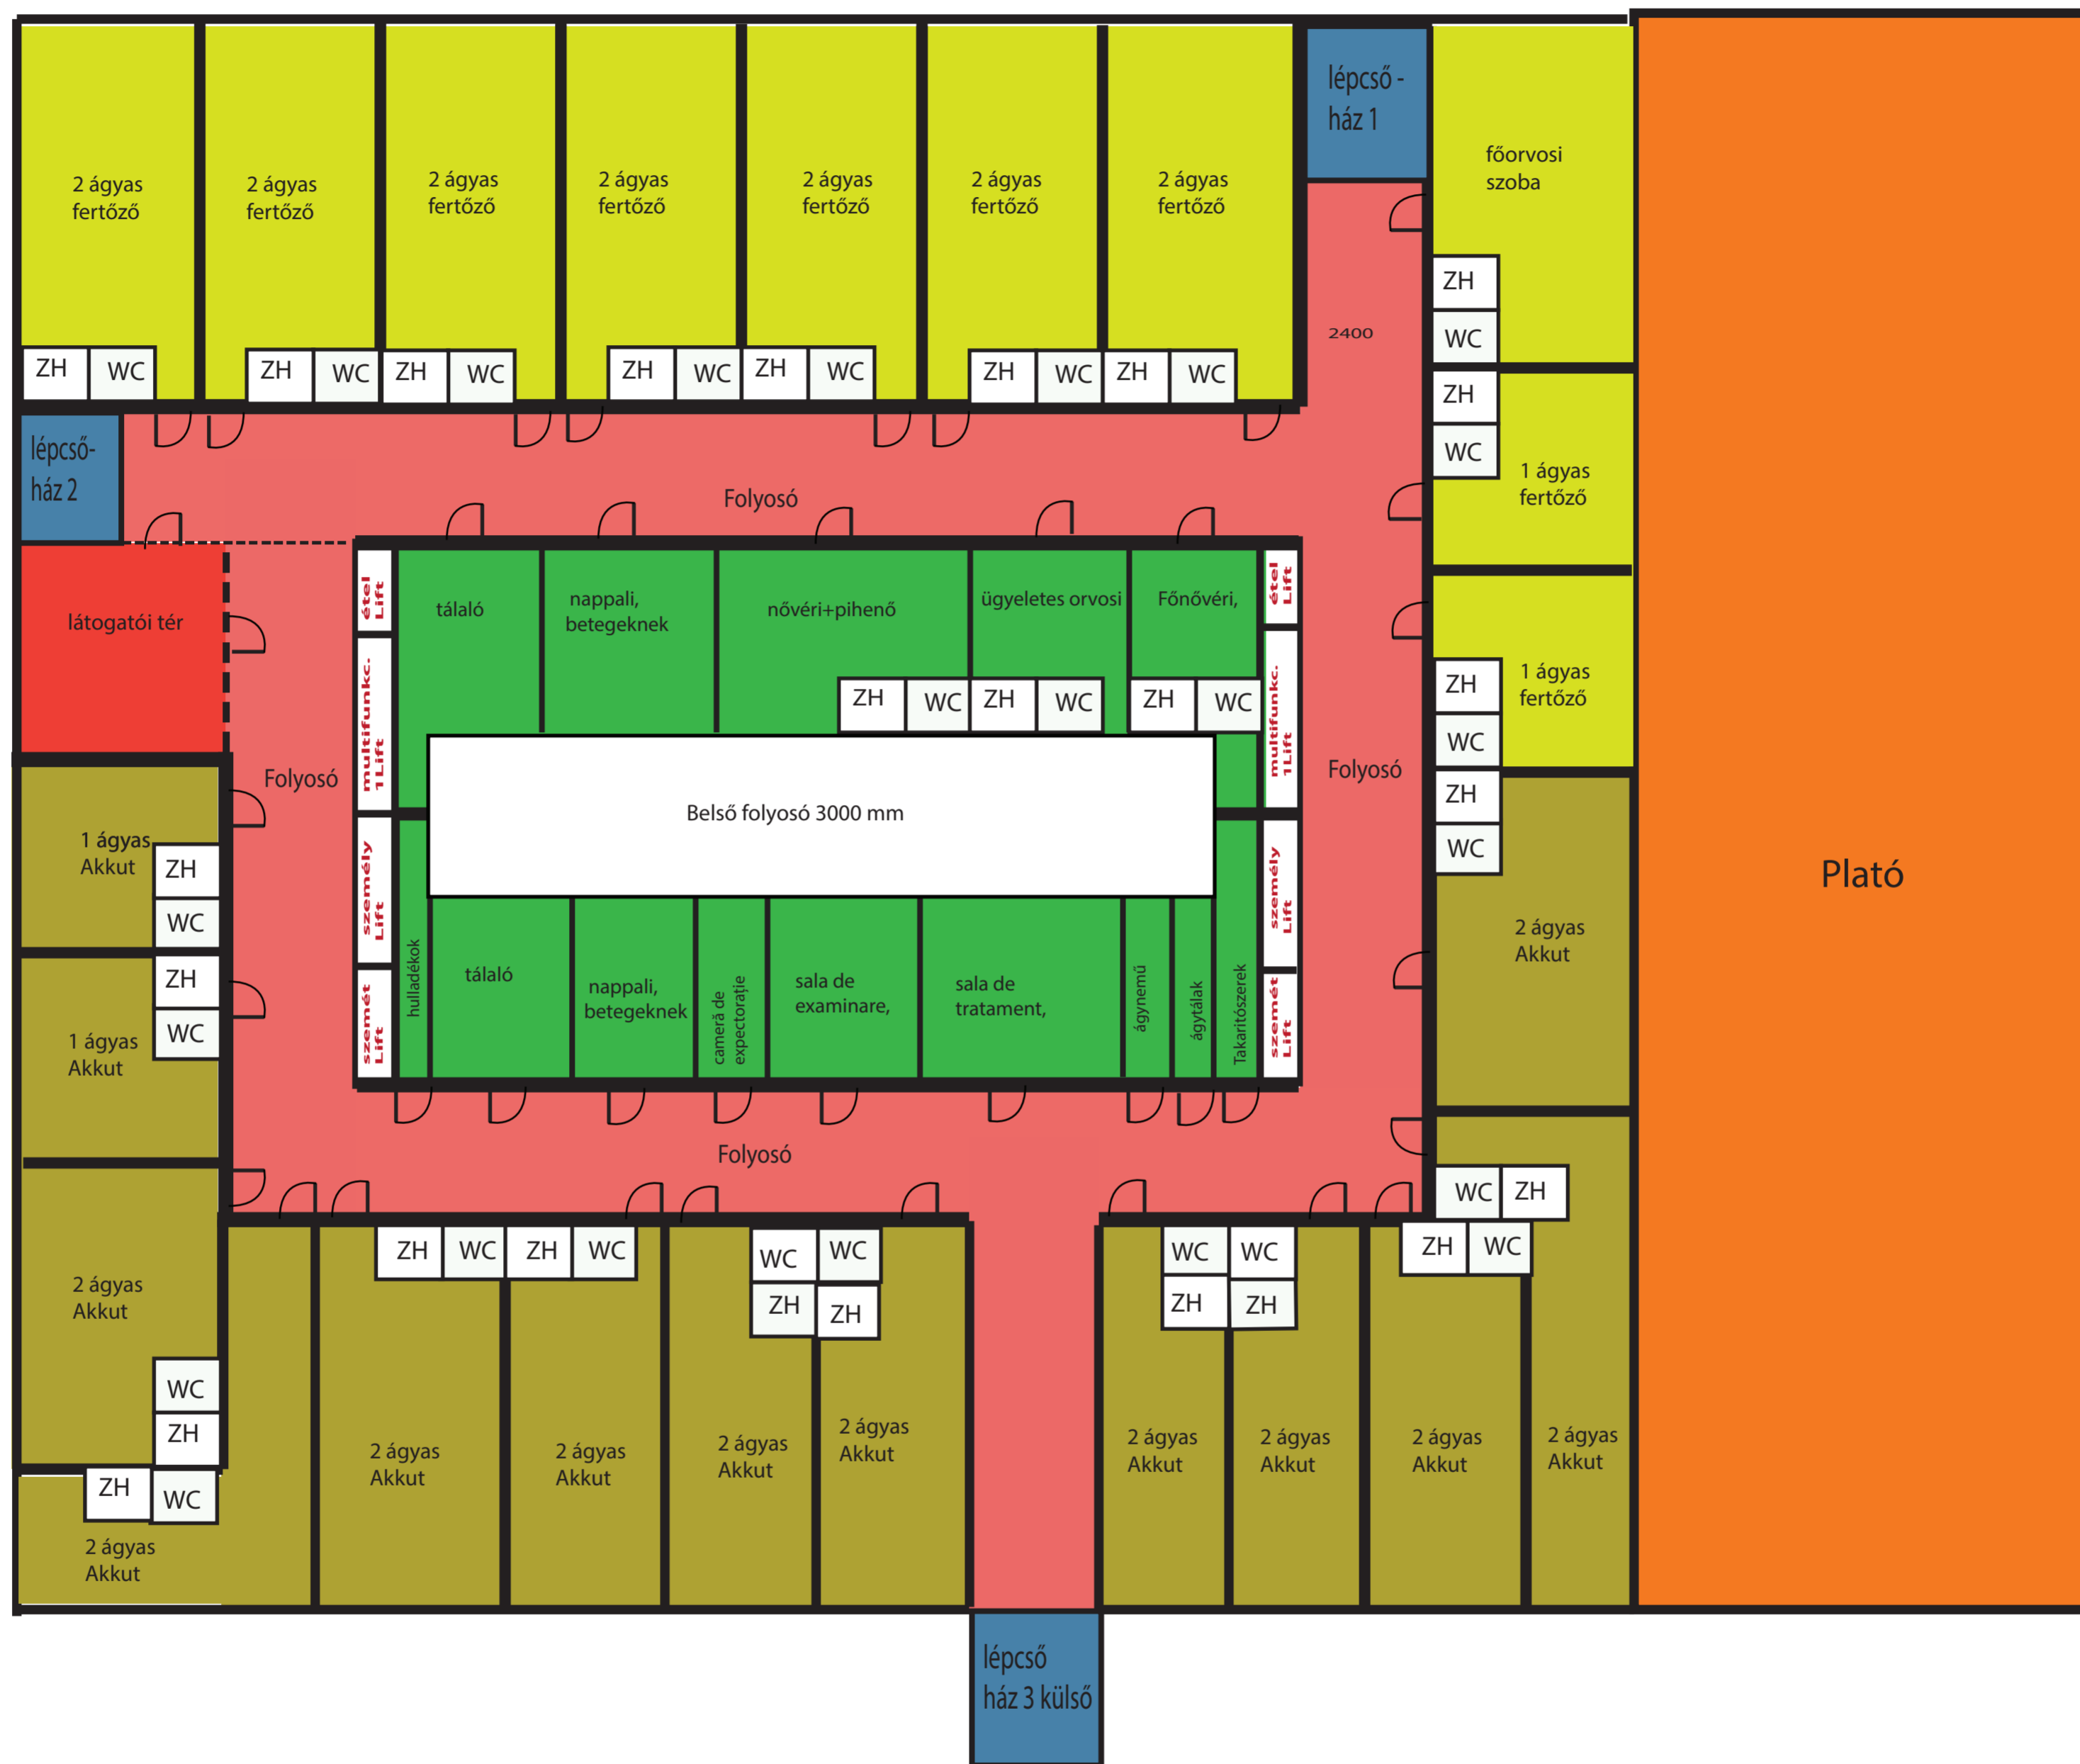 lépcső -
ház 1
főorvosi
szoba
2 ágyas
fertőző
2 ágyas
fertőző
2 ágyas
fertőző
2 ágyas
fertőző
2 ágyas
fertőző
2 ágyas
fertőző
2 ágyas
fertőző
ZH
WC
2400
ZH WC
ZH WC
ZH WC
ZH WC
ZH WC
ZH WC
ZH WC
ZH
WC
1 ágyas
fertőző
lépcső-
ház 2
Folyosó
látogatói tér
étel
Lift
tálaló
nappali,
betegeknek
nővéri+pihenő
ügyeletes orvosi
Főnővéri,
étel
Lift
1 ágyas
fertőző
ZH
WC
multifunkc.
1Lift
ZH WC
ZH WC
ZH WC
multifunkc.
1Lift
Folyosó
Belső folyosó 3000 mm
Folyosó
ZH
WC
Plató
1 ágyas
Akkut
ZH
WC
személy
Lift
személy
Lift
2 ágyas
Akkut
ZH
WC
1 ágyas
Akkut
szemét
Lift
hulladékok
tálaló
nappali,
betegeknek
cameră de
expectorație
sala de
examinare,
sala de
tratament,
ágynemű
ágytálak
Takaritószerek
szemét
Lift
Folyosó
WC ZH
ZH WC
ZH WC
ZH WC
WC WC
ZH ZH
WC WC
ZH ZH
2 ágyas
Akkut
WC
ZH
ZH WC
2 ágyas
Akkut
2 ágyas
Akkut
2 ágyas
Akkut
2 ágyas
Akkut
2 ágyas
Akkut
2 ágyas
Akkut
2 ágyas
Akkut
2 ágyas
Akkut
2 ágyas
Akkut
lépcső
ház 3 külső